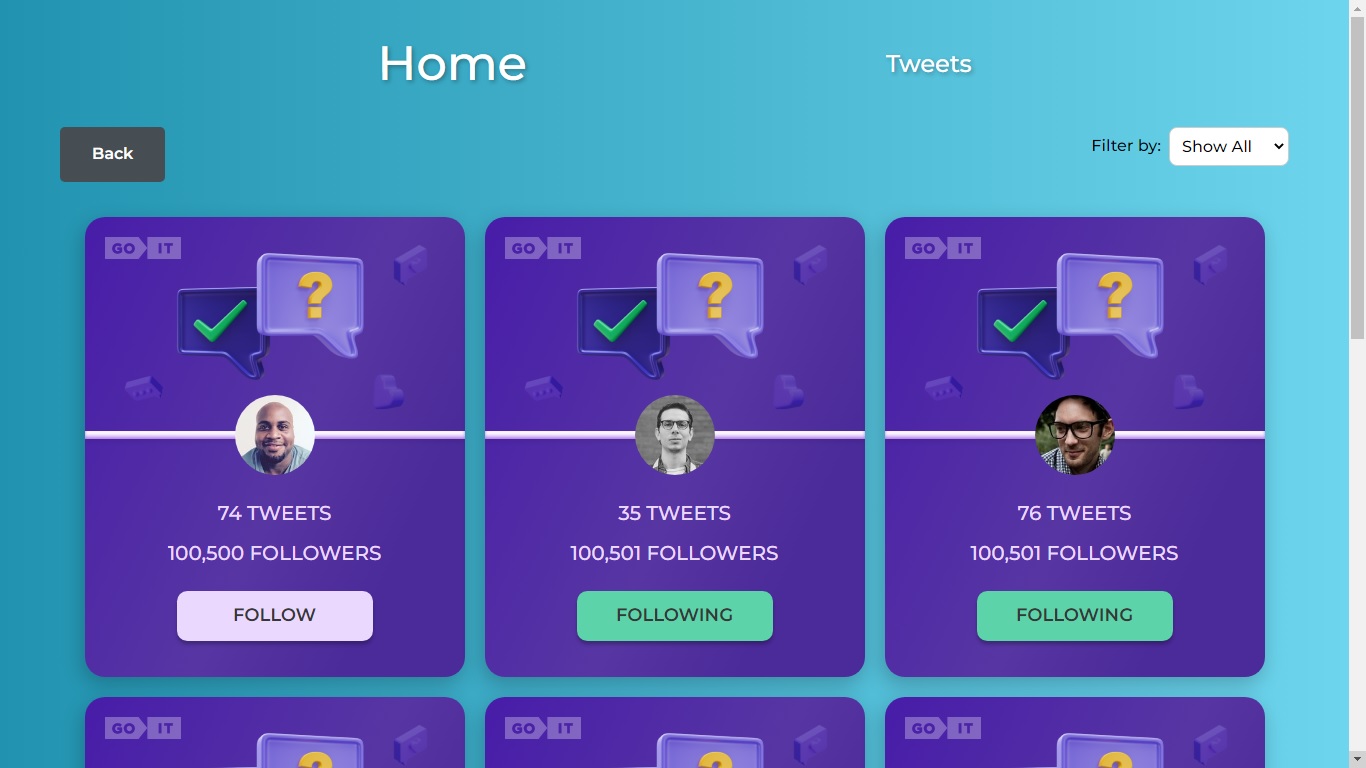 Home
Tweets
Back
Filter by:
Show All
GO IT
GO IT
GO IT
?
?
?
74 TWEETS
35 TWEETS
76 TWEETS
100,500 FOLLOWERS
100,501 FOLLOWERS
100,501 FOLLOWERS
FOLLOW
FOLLOWING
FOLLOWING
GO IT
GO IT
GO IT